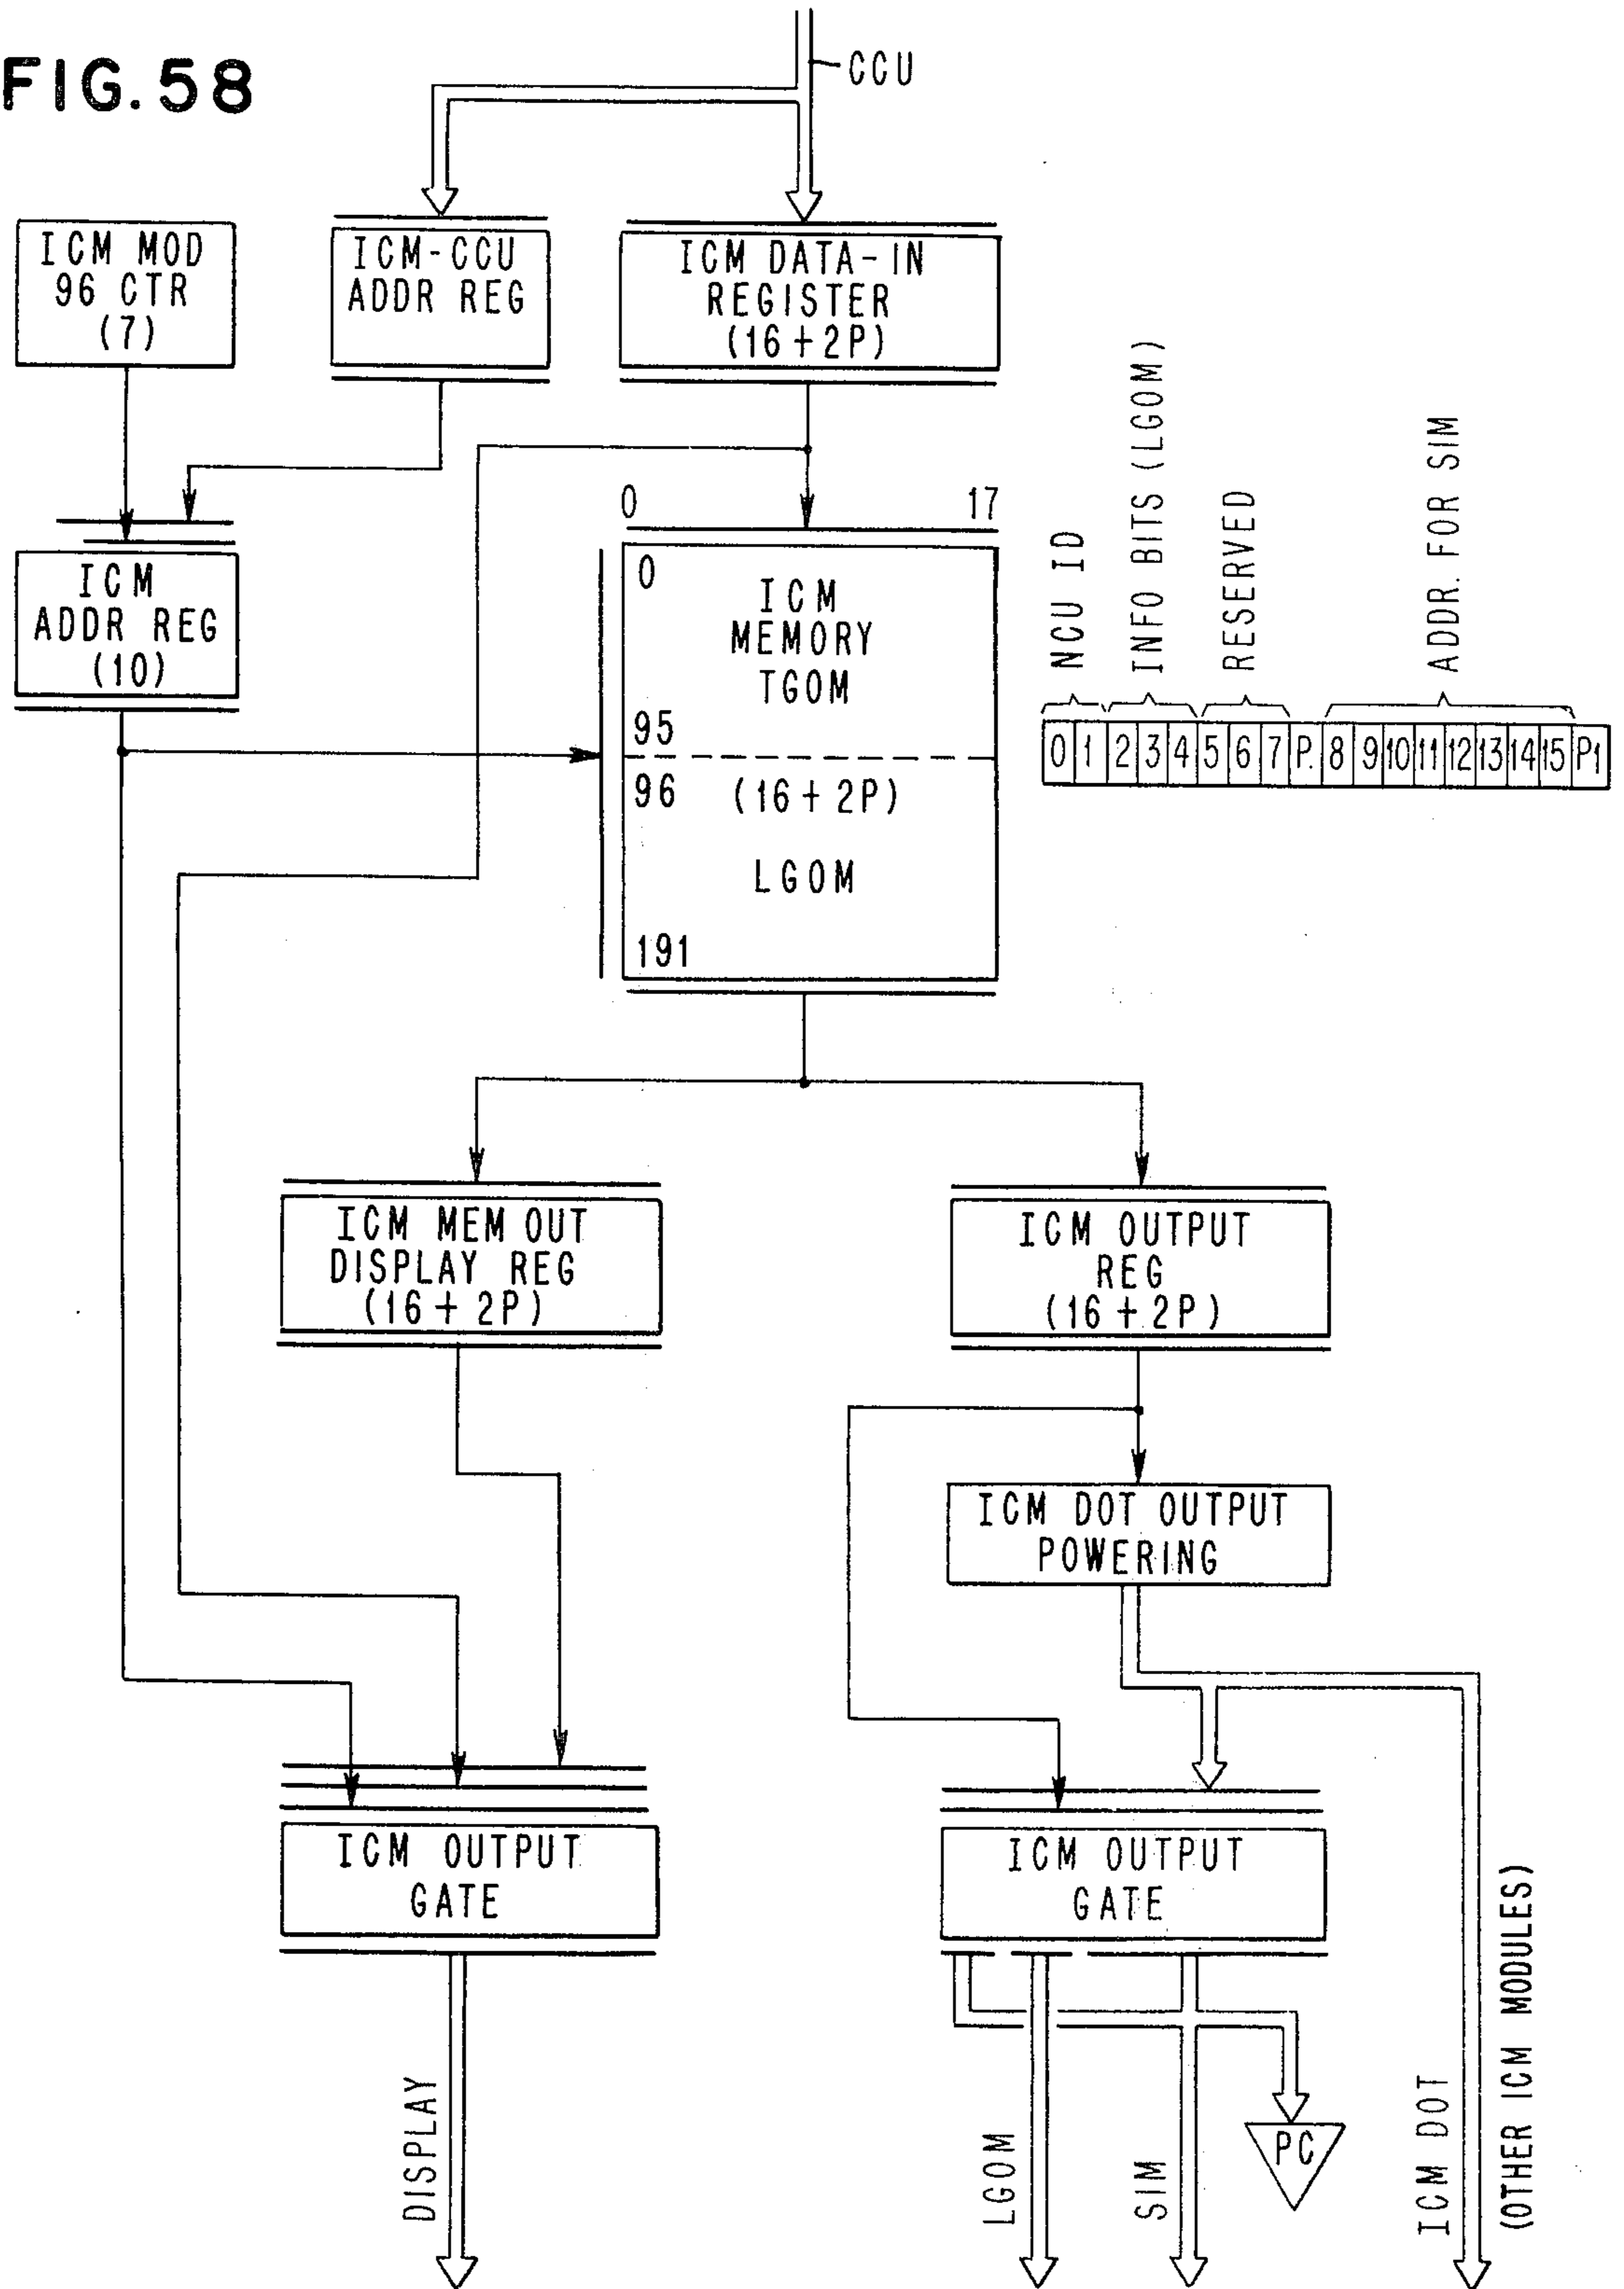 FIG. 58
CCU
ICM MOD
96 CTR
(7)
ICM-CCU
ADDR REG
ICM DATA-IN
REGISTER
(16+2P)
ICM
ADDR REG
(10)
0 17
0
ICM
MEMORY
TGOM
95
96 (16+2P)
LGOM
191
NCU ID
INFO BITS (LGOM)
RESERVED
ADDR. FOR SIM
0 1 2 3 4 5 6 7 P. 8 9 10 11 12 13 14 15 P1
ICM MEM OUT
DISPLAY REG
(16+2P)
ICM OUTPUT
REG
(16+2P)
ICM DOT OUTPUT
POWERING
ICM OUTPUT
GATE
ICM OUTPUT
GATE
DISPLAY
LGOM
SIM
PC
ICM DOT
(OTHER ICM MODULES)